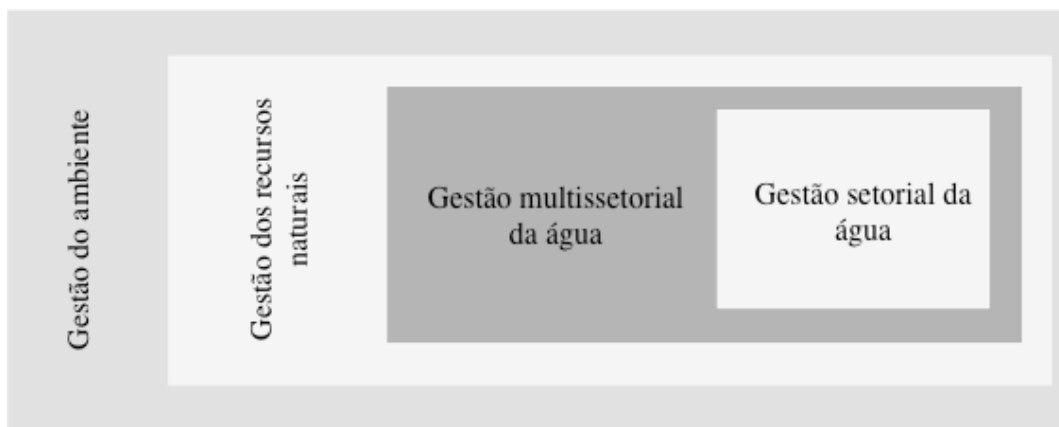 Gestão do ambiente
Gestão dos recursos
naturais
Gestão multissetorial
da água
Gestão setorial da
água